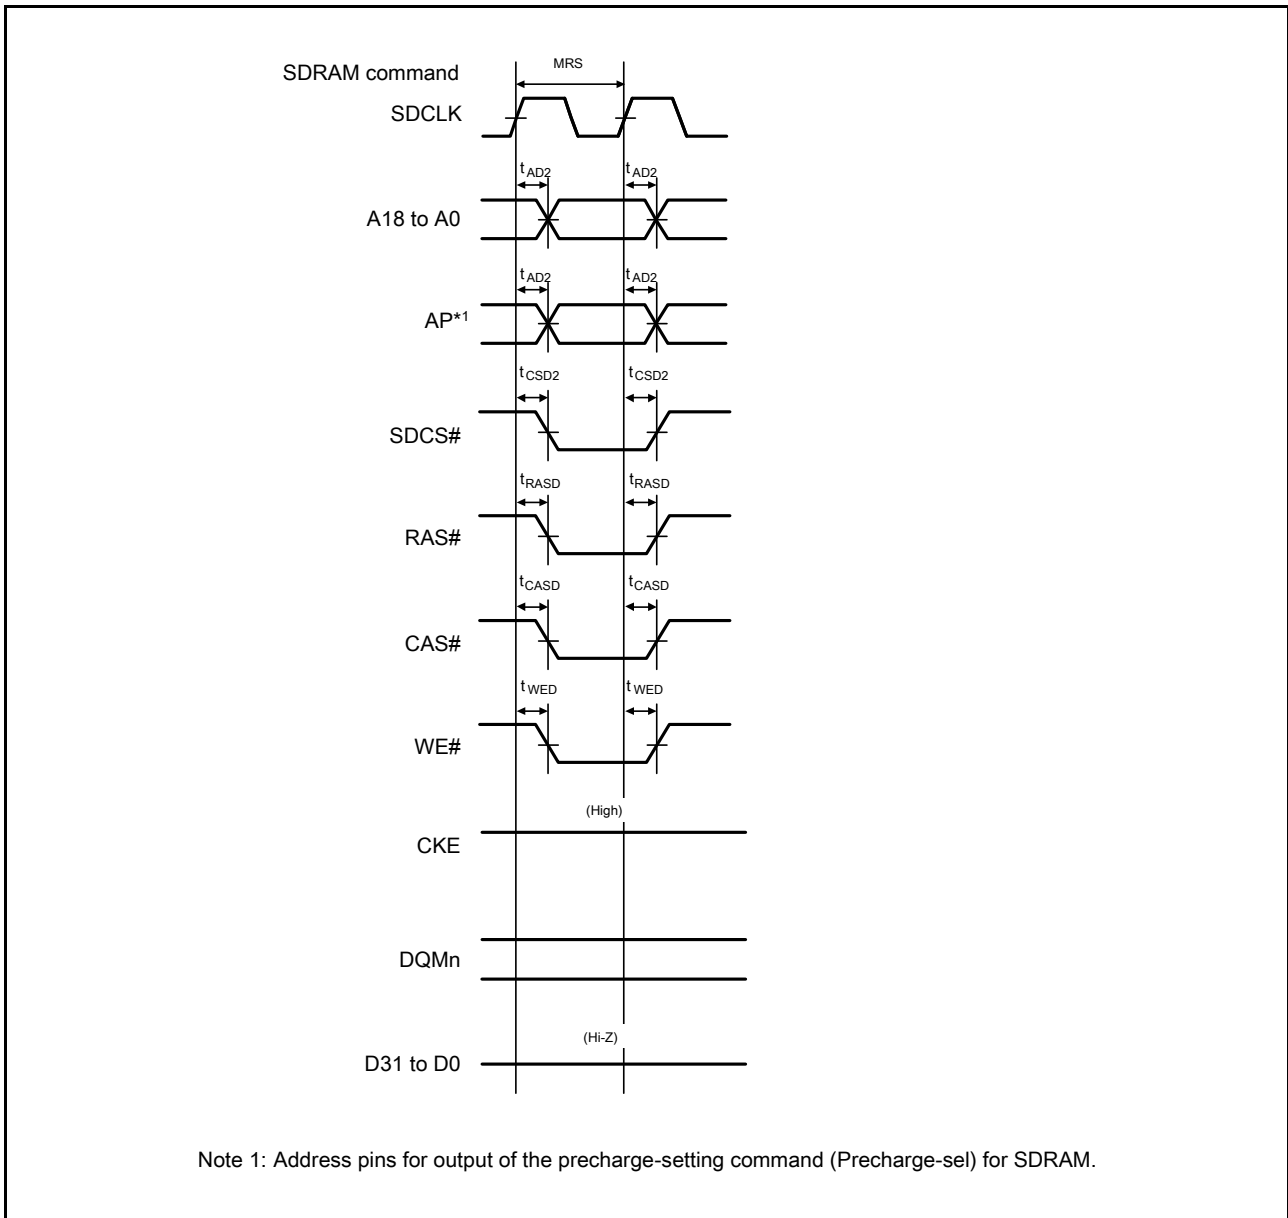 SDRAM command
MRS
SDCLK
tAD2 tAD2
A18 to A0
tAD2 tAD2
AP*1
tCSD2 tCSD2
SDCS#
tRASD tRASD
RAS#
tCASD tCASD
CAS#
tWED tWED
WE#
(High)
CKE
DQMn
(Hi-Z)
D31 to D0
Note 1: Address pins for output of the precharge-setting command (Precharge-sel) for SDRAM.